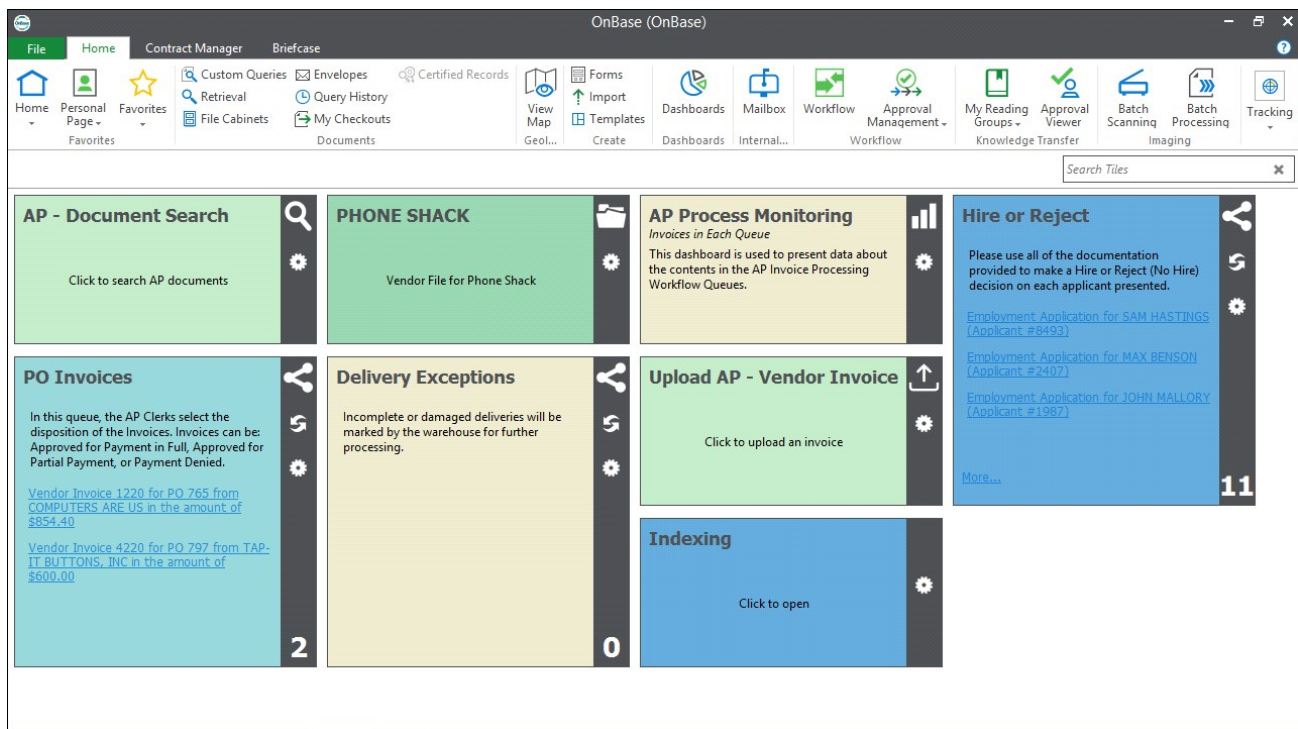 OnBase
OnBase (OnBase)
File Home Contract Manager Briefcase
Home
Personal Page
Favorites
Favorites
Custom Queries
Retrieval
File Cabinets
Envelopes
Query History
My Checkouts
Certified Records
Documents
View Map
Geol...
Forms
Import
Templates
Create
Dashboards
Dashboards
Mailbox
Internal...
Workflow
Approval Management
Workflow
My Reading Groups
Approval Viewer
Knowledge Transfer
Batch Scanning
Batch Processing
Imaging
Tracking
Search Tiles
AP - Document Search
Click to search AP documents
PHONE SHACK
Vendor File for Phone Shack
AP Process Monitoring
Invoices in Each Queue
This dashboard is used to present data about
the contents in the AP Invoice Processing
Workflow Queues.
Hire or Reject
Please use all of the documentation
provided to make a Hire or Reject (No Hire)
decision on each applicant presented.
Employment Application for SAM HASTINGS
(Applicant #8493)
Employment Application for MAX BENSON
(Applicant #2407)
Employment Application for JOHN MALLORY
(Applicant #1987)
More...
11
PO Invoices
In this queue, the AP Clerks select the
disposition of the Invoices. Invoices can be:
Approved for Payment in Full, Approved for
Partial Payment, or Payment Denied.
Vendor Invoice 1220 for PO 765 from
COMPUTERS ARE US in the amount of
$854.40
Vendor Invoice 4220 for PO 797 from TAP-
IT BUTTONS, INC in the amount of
$600.00
2
Delivery Exceptions
Incomplete or damaged deliveries will be
marked by the warehouse for further
processing.
0
Upload AP - Vendor Invoice
Click to upload an invoice
Indexing
Click to open